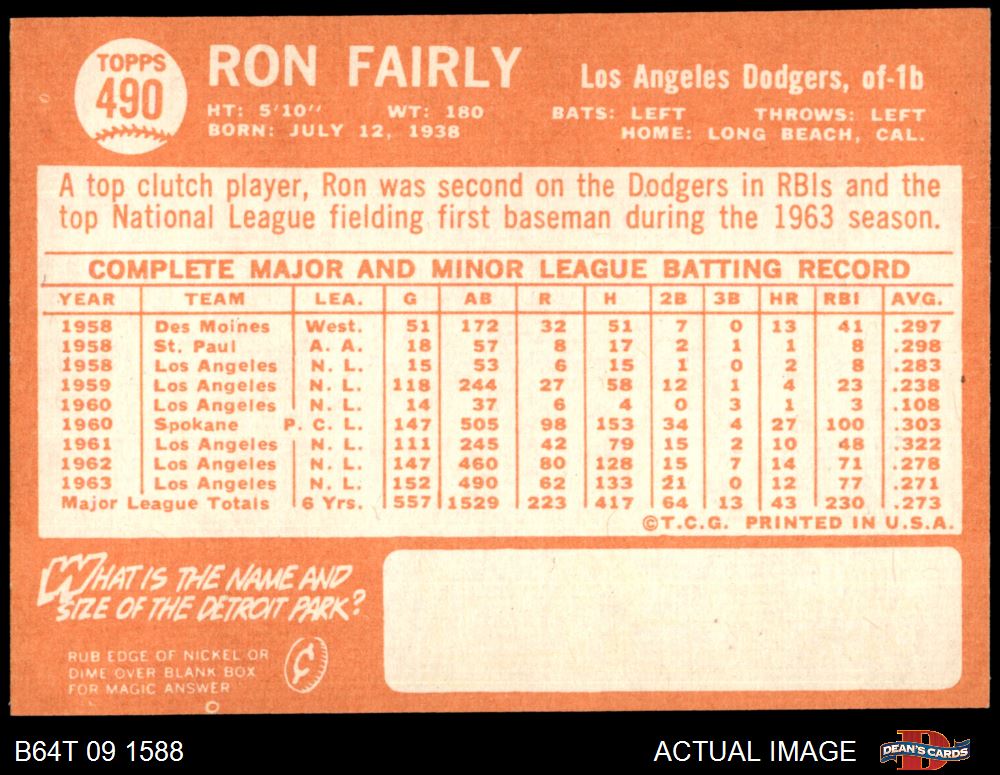 TOPPS
490
RON FAIRLY
Los Angeles Dodgers, of-1b
HT: 5'10" WT: 180 BATS: LEFT THROWS: LEFT
BORN: JULY 12, 1938 HOME: LONG BEACH, CAL.
A top clutch player, Ron was second on the Dodgers in RBIs and the
top National League fielding first baseman during the 1963 season.
COMPLETE MAJOR AND MINOR LEAGUE BATTING RECORD
YEAR TEAM LEA. G AB R H 2B 3B HR RBI AVG.
1958 Des Moines West. 51 172 32 51 7 0 13 41 .297
1958 St. Paul A. A. 18 57 8 17 2 1 1 8 .298
1958 Los Angeles N. L. 15 53 6 15 1 0 2 8 .283
1959 Los Angeles N. L. 118 244 27 58 12 1 4 23 .238
1960 Los Angeles N. L. 14 37 6 4 0 3 1 3 .108
1960 Spokane P. C. L. 147 505 98 153 34 4 27 100 .303
1961 Los Angeles N. L. 111 245 42 79 15 2 10 48 .322
1962 Los Angeles N. L. 147 460 80 128 15 7 14 71 .278
1963 Los Angeles N. L. 152 490 62 133 21 0 12 77 .271
Major League Totals 6 Yrs. 557 1529 223 417 64 13 43 230 .273
©T.C.G. PRINTED IN U.S.A.
WHAT IS THE NAME AND
SIZE OF THE DETROIT PARK?
RUB EDGE OF NICKEL OR
DIME OVER BLANK BOX
FOR MAGIC ANSWER
¢
B64T 09 1588
ACTUAL IMAGE
D
DEAN'S CARDS